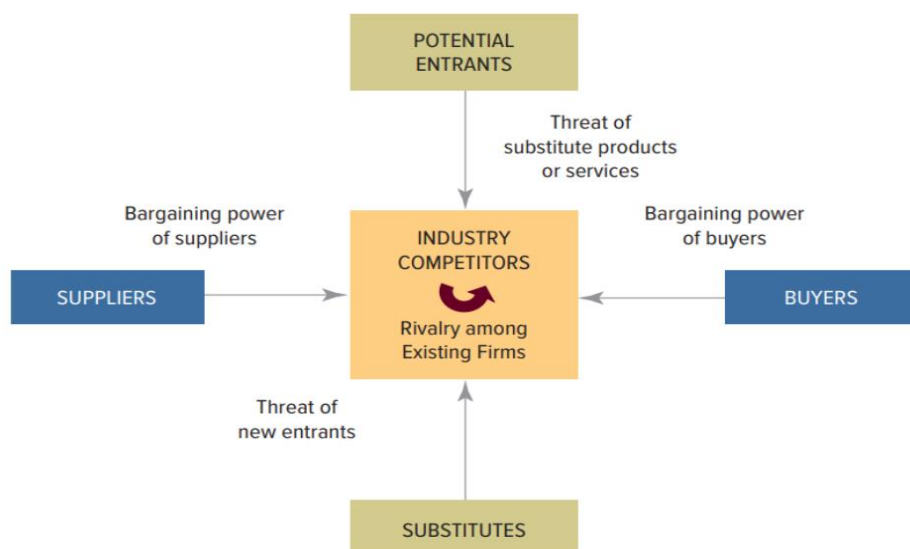 POTENTIAL
ENTRANTS
Threat of
substitute products
or services
Bargaining power
of suppliers
Bargaining power
of buyers
INDUSTRY
COMPETITORS
SUPPLIERS
BUYERS
Rivalry among
Existing Firms
Threat of
new entrants
SUBSTITUTES